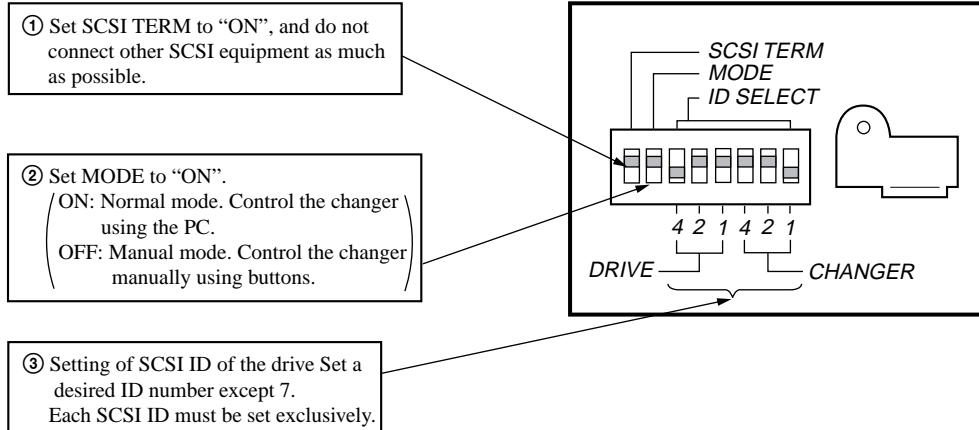 ① Set SCSI TERM to “ON”, and do not
connect other SCSI equipment as much
as possible.
② Set MODE to “ON”.
ON: Normal mode. Control the changer
using the PC.
OFF: Manual mode. Control the changer
manually using buttons.
③ Setting of SCSI ID of the drive Set a
desired ID number except 7.
Each SCSI ID must be set exclusively.
SCSI TERM
MODE
ID SELECT
4 2 1 4 2 1
DRIVE CHANGER